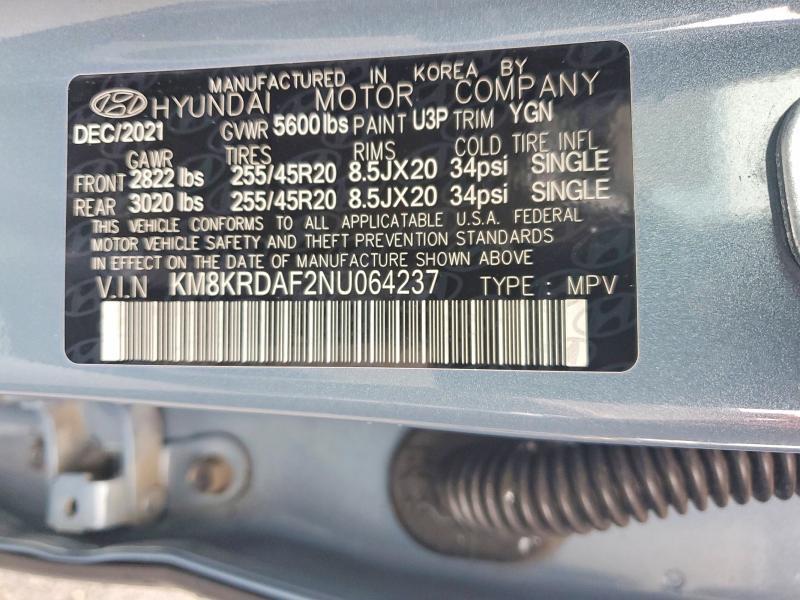 MANUFACTURED IN KOREA BY
HYUNDAI MOTOR COMPANY
DEC/2021 GVWR 5600lbs PAINT U3P TRIM YGN
GAWR TIRES RIMS COLD TIRE INFL
FRONT 2822 lbs 255/45R20 8.5JX20 34psi SINGLE
REAR 3020 lbs 255/45R20 8.5JX20 34psi SINGLE
THIS VEHICLE CONFORMS TO ALL APPLICATABLE U.S.A. FEDERAL
MOTOR VEHICLE SAFETY AND THEFT PREVENTION STANDARDS
IN EFFECT ON THE DATE OF MANUFACTURE SHOWN ABOVE
V.I.N KM8KRDAF2NU064237 TYPE : MPV